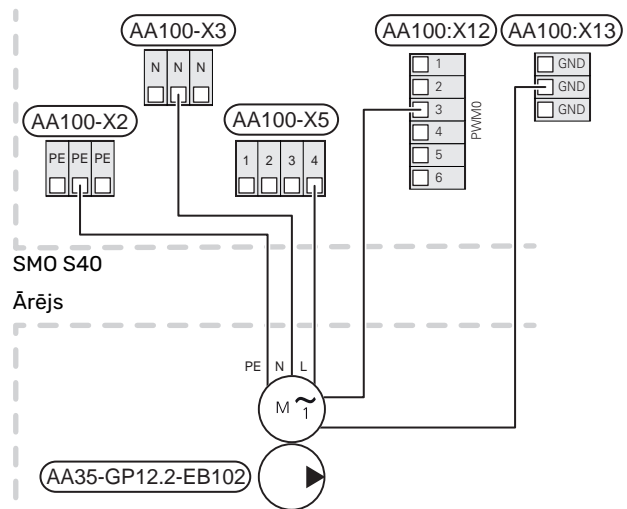 AA100-X3
AA100:X12
AA100:X13
N N N
1
2
3
4
5
6
PWM0
GND
GND
GND
AA100-X2
PE PE PE
AA100-X5
1 2 3 4
SMO S40
Ārējs
PE N L
M ~ 1
AA35-GP12.2-EB102